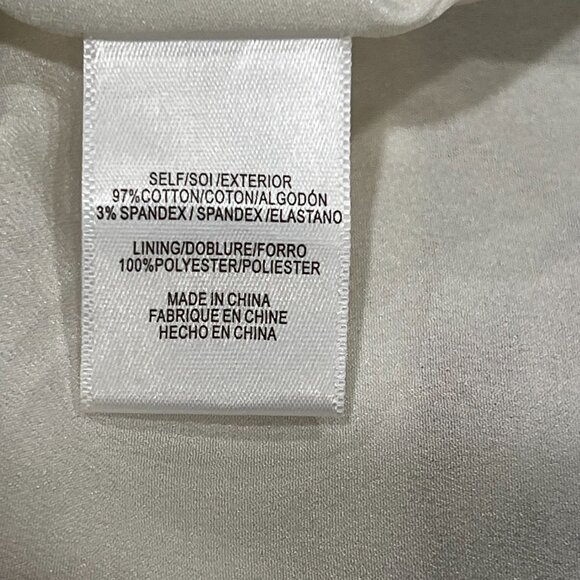 SELF/SOI/EXTERIOR
97%COTTON/COTON/ALGODÓN
3% SPANDEX/SPANDEX/ELASTANO
LINING/DOBLURE/FORRO
100%POLYESTER/POLIESTER
MADE IN CHINA
FABRIQUE EN CHINE
HECHO EN CHINA